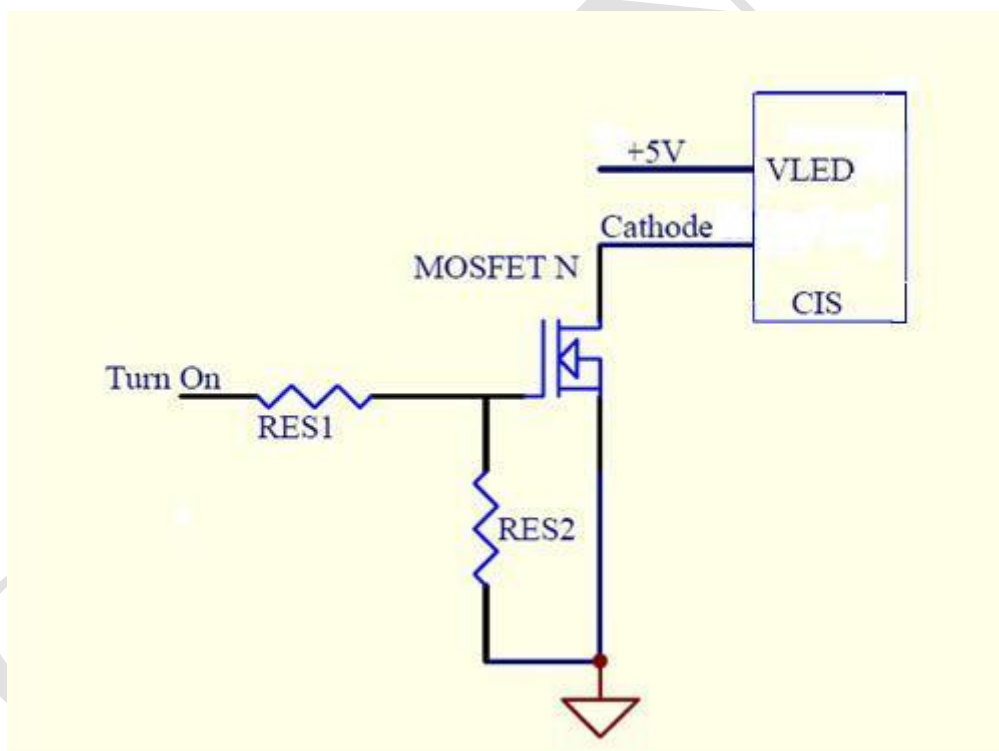 +5V
VLED
Cathode
MOSFET N
CIS
Turn On
RES1
RES2